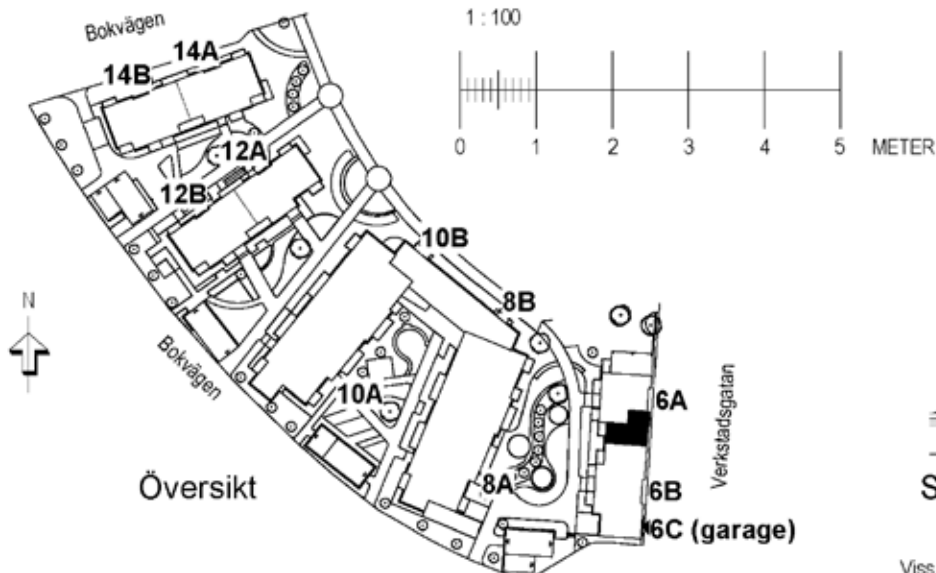 Bokvägen
1 : 100
14A
14B
0 1 2 3 4 5 METER
12A
12B
10B
N
8B
Bokvägen
10A
6A
Verkstadsgatan
Översikt
8A
6B
S
6C (garage)
Viss